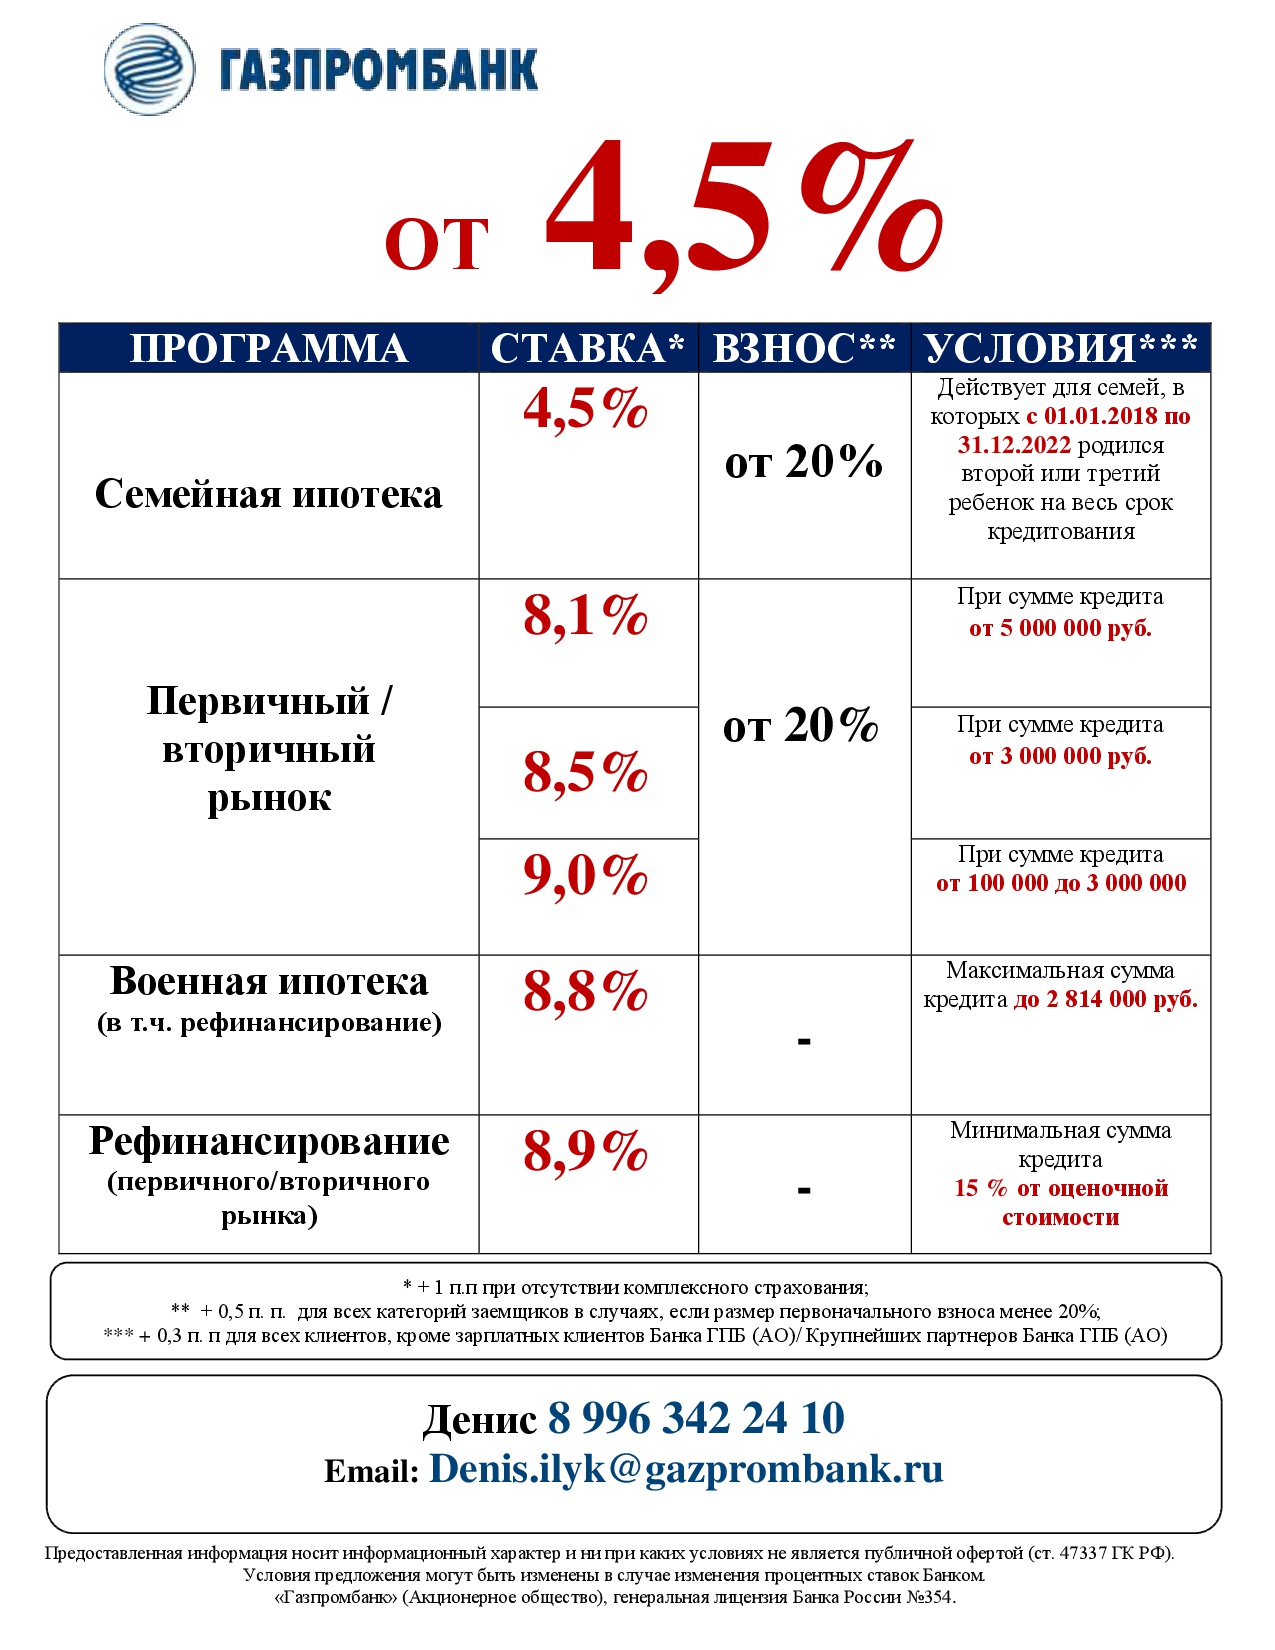 ГАЗПРОМБАНК
от 4,5%
ПРОГРАММА СТАВКА* ВЗНОС** УСЛОВИЯ***
Семейная ипотека
4,5%
от 20%
Действует для семей, в
которых с 01.01.2018 по
31.12.2022 родился
второй или третий
ребенок на весь срок
кредитования
Первичный /
вторичный
рынок
8,1%
от 20%
При сумме кредита
от 5 000 000 руб.
8,5%
При сумме кредита
от 3 000 000 руб.
9,0%
При сумме кредита
от 100 000 до 3 000 000
Военная ипотека
(в т.ч. рефинансирование)
8,8%
-
Максимальная сумма
кредита до 2 814 000 руб.
Рефинансирование
(первичного/вторичного
рынка)
8,9%
-
Минимальная сумма
кредита
15 % от оценочной
стоимости
* + 1 п.п при отсутствии комплексного страхования;
** + 0,5 п. п. для всех категорий заемщиков в случаях, если размер первоначального взноса менее 20%;
*** + 0,3 п. п для всех клиентов, кроме зарплатных клиентов Банка ГПБ (АО)/ Крупнейших партнеров Банка ГПБ (АО)
Денис 8 996 342 24 10
Email: Denis.ilyk@gazprombank.ru
Предоставленная информация носит информационный характер и ни при каких условиях не является публичной офертой (ст. 47337 ГК РФ).
Условия предложения могут быть изменены в случае изменения процентных ставок Банком.
«Газпромбанк» (Акционерное общество), генеральная лицензия Банка России №354.